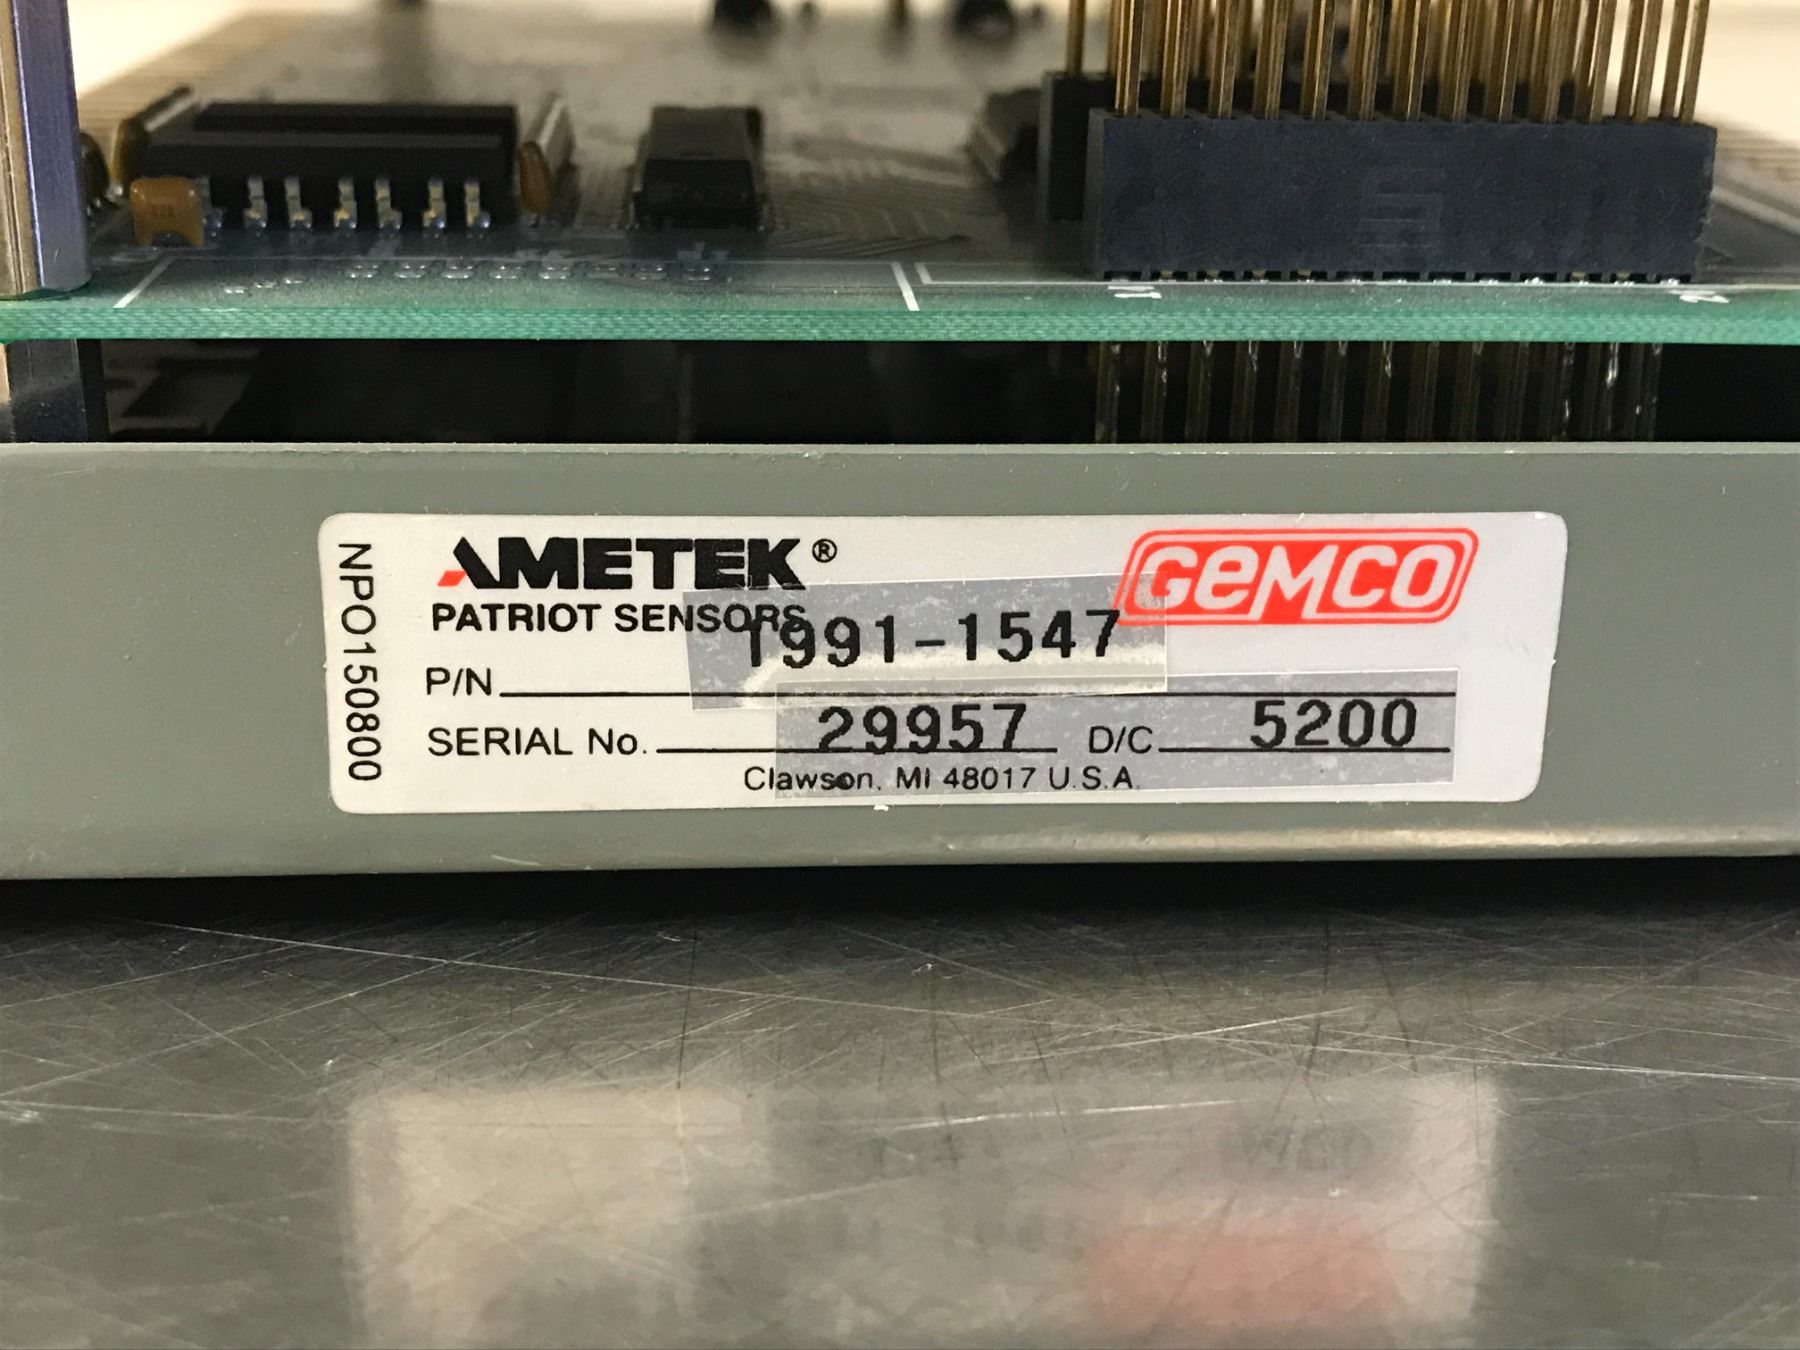 AMETEK®
GEMCO
PATRIOT SENSORS
P/N 1991-1547
SERIAL No. 29957 D/C 5200
Clawson, MI 48017 U.S.A.
NPO150800